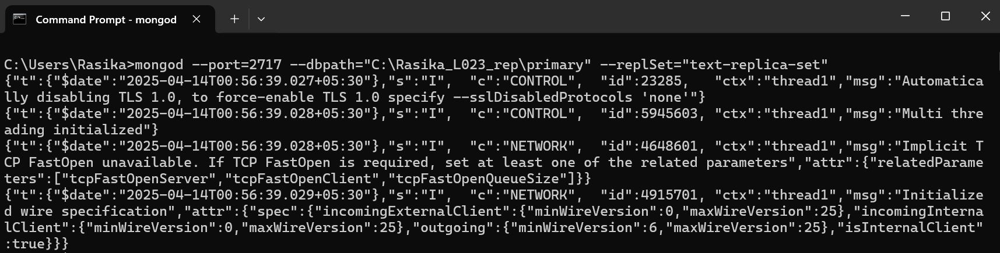 Command Prompt - mongod
C:\Users\Rasika>mongod --port=2717 --dbpath="C:\Rasika_L023_rep\primary" --replSet="text-replica-set"
{"t":{"$date":"2025-04-14T00:56:39.027+05:30"},"s":"I",  "c":"CONTROL",  "id":23285,   "ctx":"thread1","msg":"Automatica
lly disabling TLS 1.0, to force-enable TLS 1.0 specify --sslDisabledProtocols 'none'"}
{"t":{"$date":"2025-04-14T00:56:39.028+05:30"},"s":"I",  "c":"CONTROL",  "id":5945603, "ctx":"thread1","msg":"Multi thre
ading initialized"}
{"t":{"$date":"2025-04-14T00:56:39.028+05:30"},"s":"I",  "c":"NETWORK",  "id":4648601, "ctx":"thread1","msg":"Implicit T
CP FastOpen unavailable. If TCP FastOpen is required, set at least one of the related parameters","attr":{"relatedParame
ters":["tcpFastOpenServer","tcpFastOpenClient","tcpFastOpenQueueSize"]}}
{"t":{"$date":"2025-04-14T00:56:39.029+05:30"},"s":"I",  "c":"NETWORK",  "id":4915701, "ctx":"thread1","msg":"Initialize
d wire specification","attr":{"spec":{"incomingExternalClient":{"minWireVersion":0,"maxWireVersion":25},"incomingInterna
lClient":{"minWireVersion":0,"maxWireVersion":25},"outgoing":{"minWireVersion":6,"maxWireVersion":25},"isInternalClient"
:true}}}